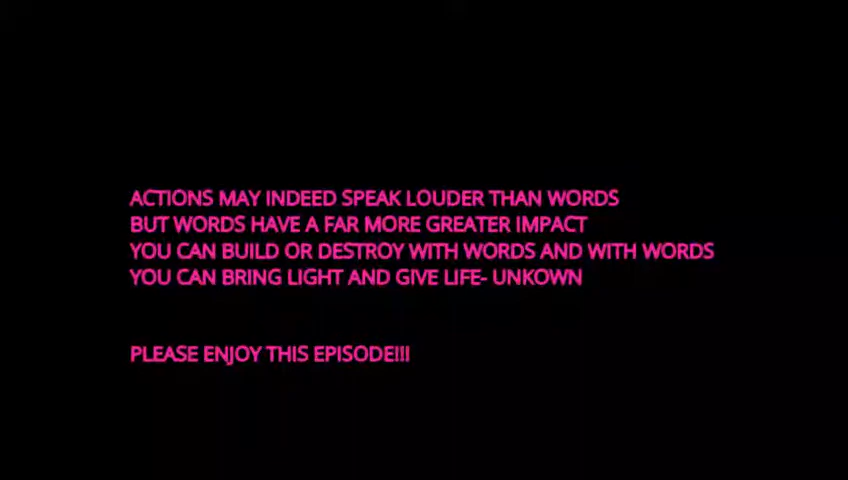 ACTIONS MAY INDEED SPEAK LOUDER THAN WORDS
BUT WORDS HAVE A FAR MORE GREATER IMPACT
YOU CAN BUILD OR DESTROY WITH WORDS AND WITH WORDS
YOU CAN BRING LIGHT AND GIVE LIFE- UNKOWN
PLEASE ENJOY THIS EPISODE!!!